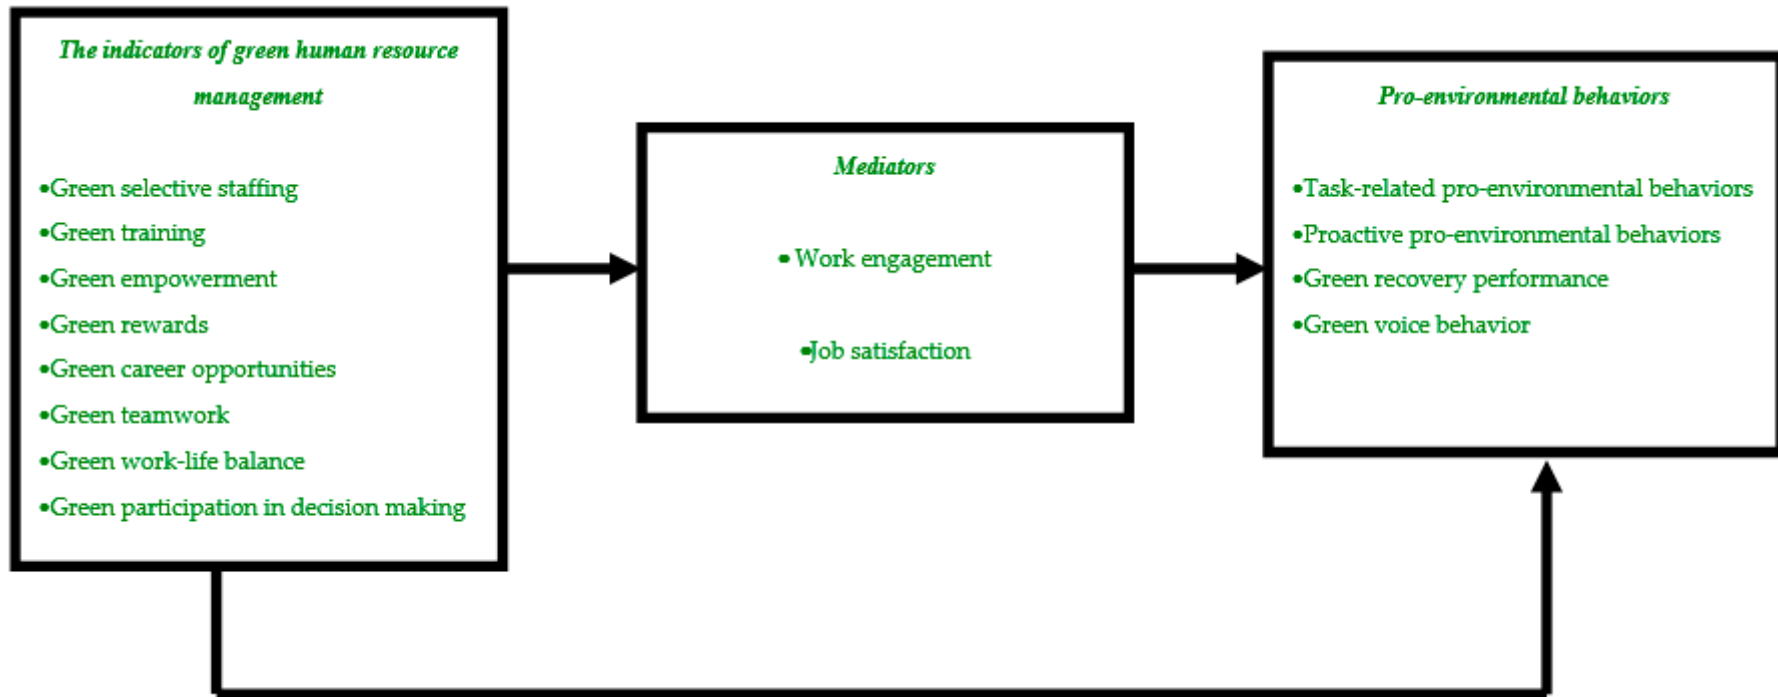 The indicators of green human resource
management
•Green selective staffing
•Green training
•Green empowerment
•Green rewards
•Green career opportunities
•Green teamwork
•Green work-life balance
•Green participation in decision making
Mediators
• Work engagement
•Job satisfaction
Pro-environmental behaviors
•Task-related pro-environmental behaviors
•Proactive pro-environmental behaviors
•Green recovery performance
•Green voice behavior